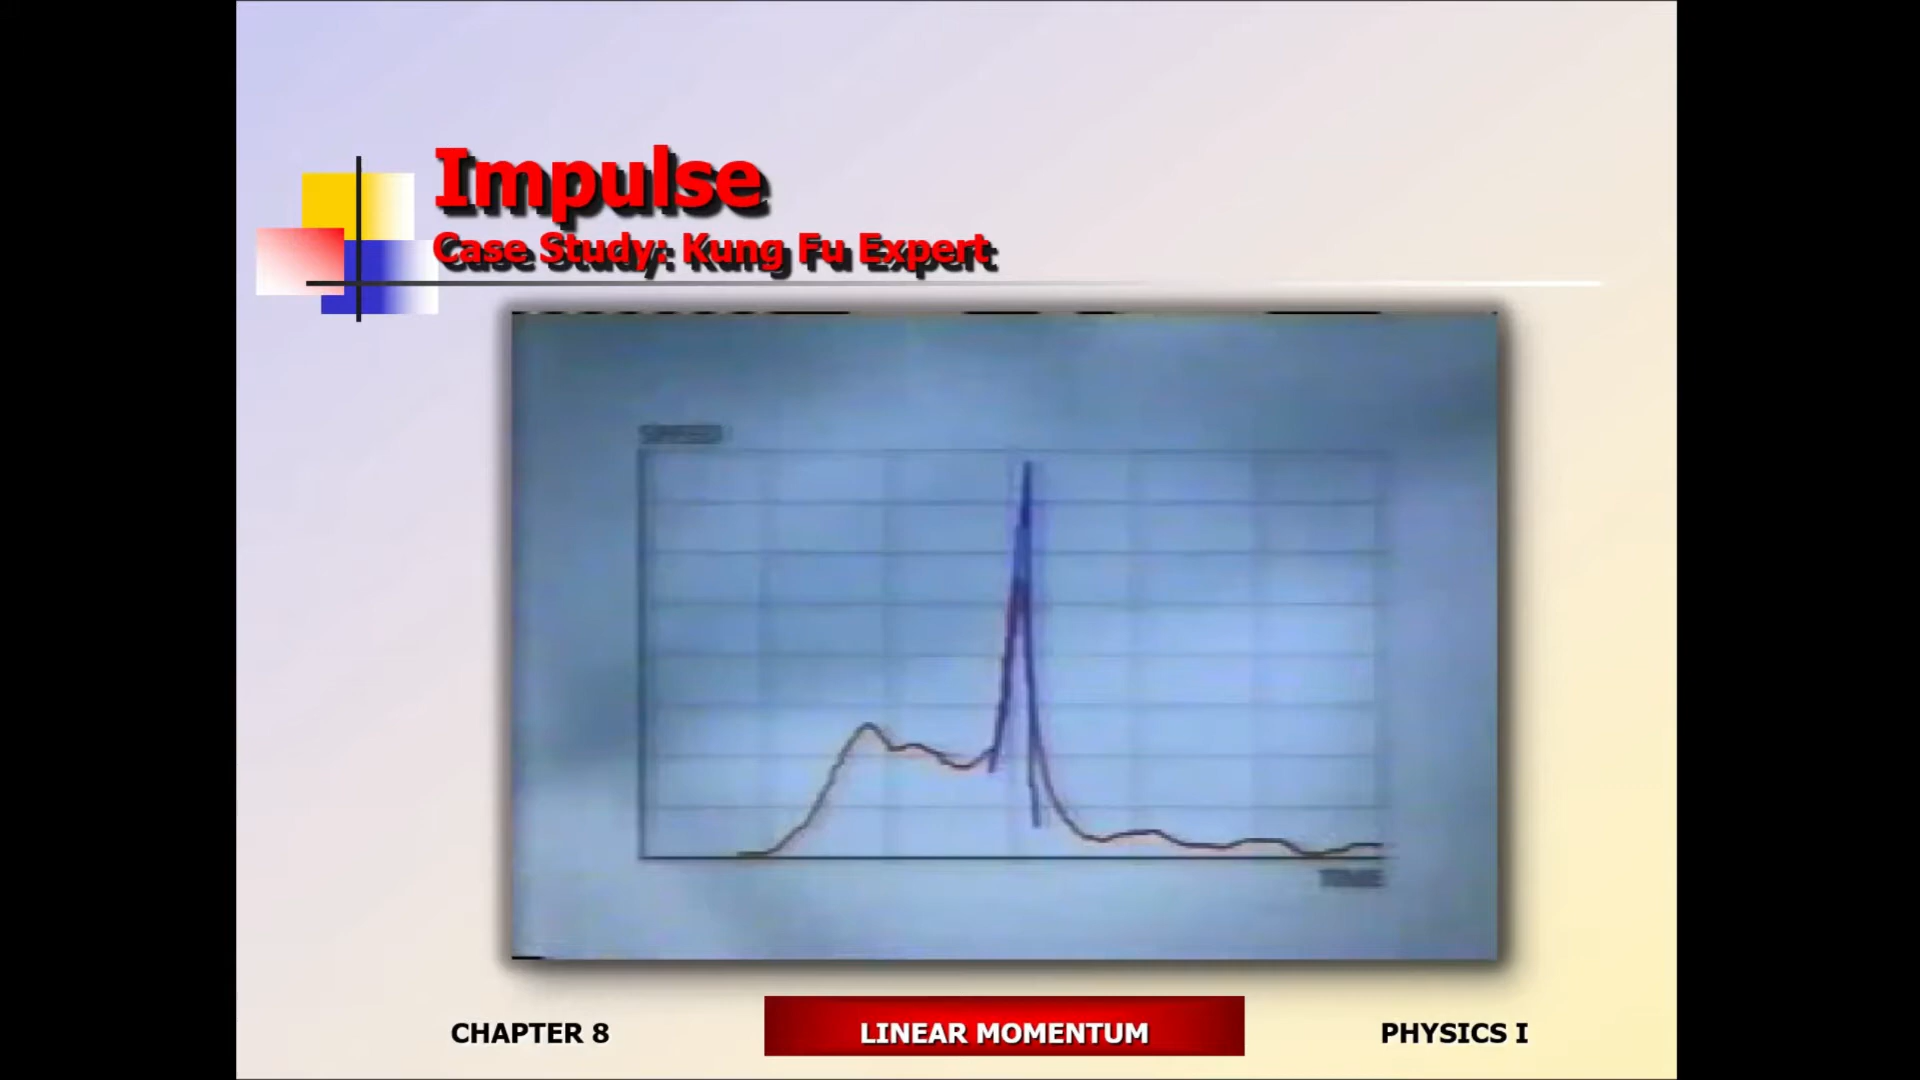 Impulse
Case Study: Kung Fu Expert
SPEED
TIME
CHAPTER 8
LINEAR MOMENTUM
PHYSICS I